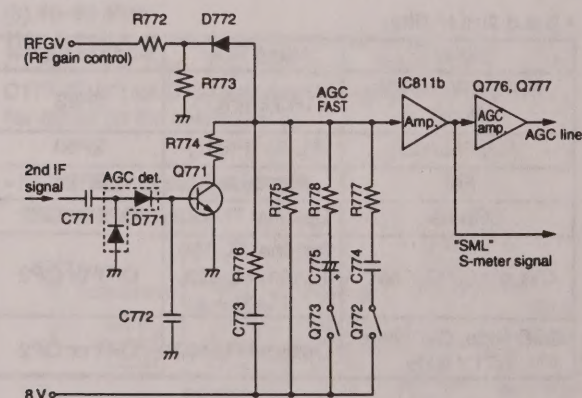 R772
D772
RFGV
(RF gain control)
R773
AGC
FAST
IC811b
Q776, Q777
Amp.
AGC
amp.
AGC line
R774
Q771
2nd IF
signal
AGC det.
C771
D771
R775
R778
R777
R776
C775
C774
"SML"
S-meter signal
C772
C773
Q773
Q772
8 V